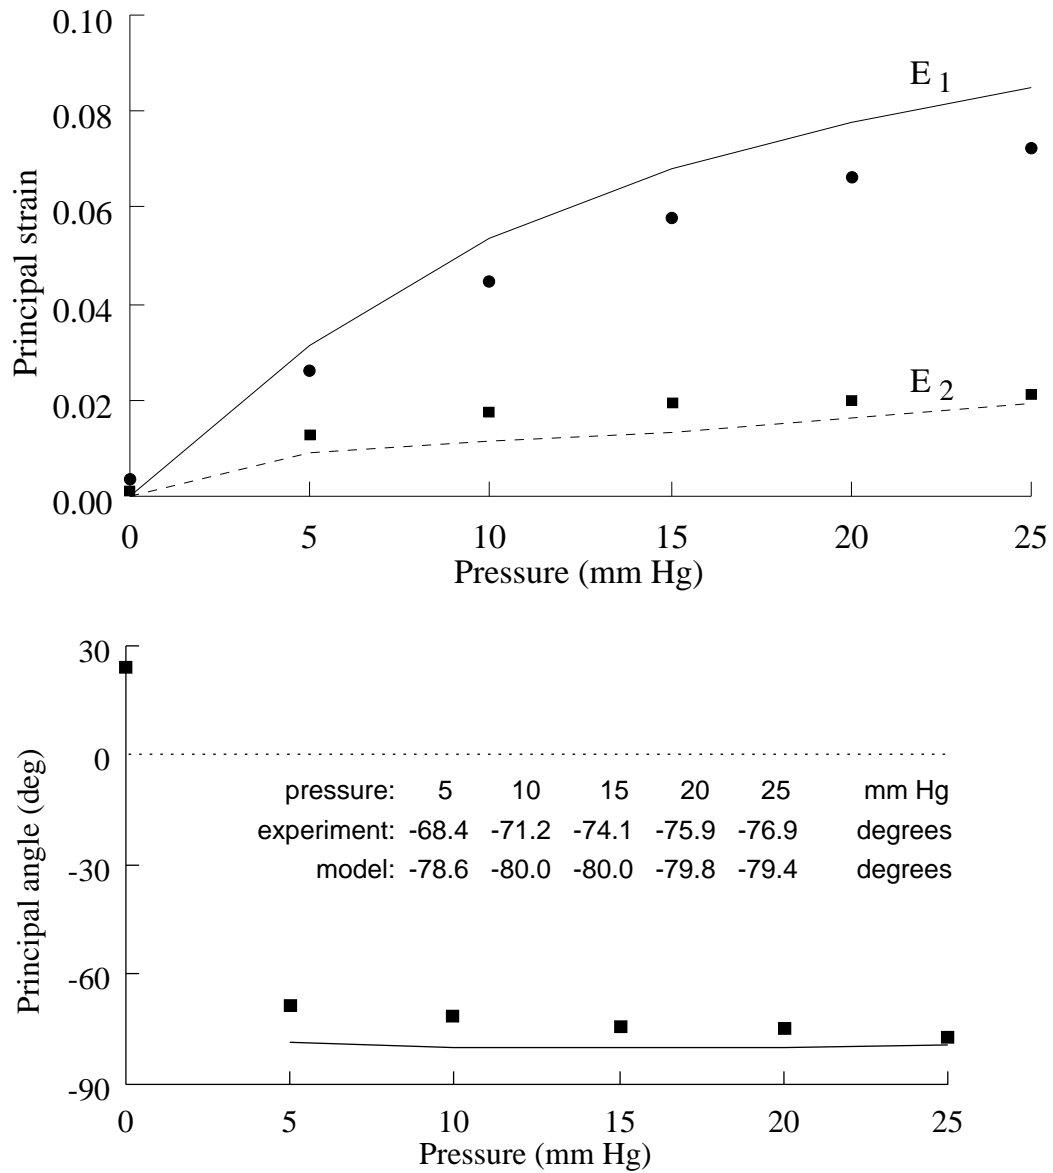 0.10
E 1
0.08
0.06
Principal strain
0.04
E 2
0.02
0.00
0 5 10 15 20 25
Pressure (mm Hg)
30
0
Principal angle (deg)
pressure: 5 10 15 20 25 mm Hg
experiment: -68.4 -71.2 -74.1 -75.9 -76.9 degrees
model: -78.6 -80.0 -80.0 -79.8 -79.4 degrees
-30
-60
-90
0 5 10 15 20 25
Pressure (mm Hg)